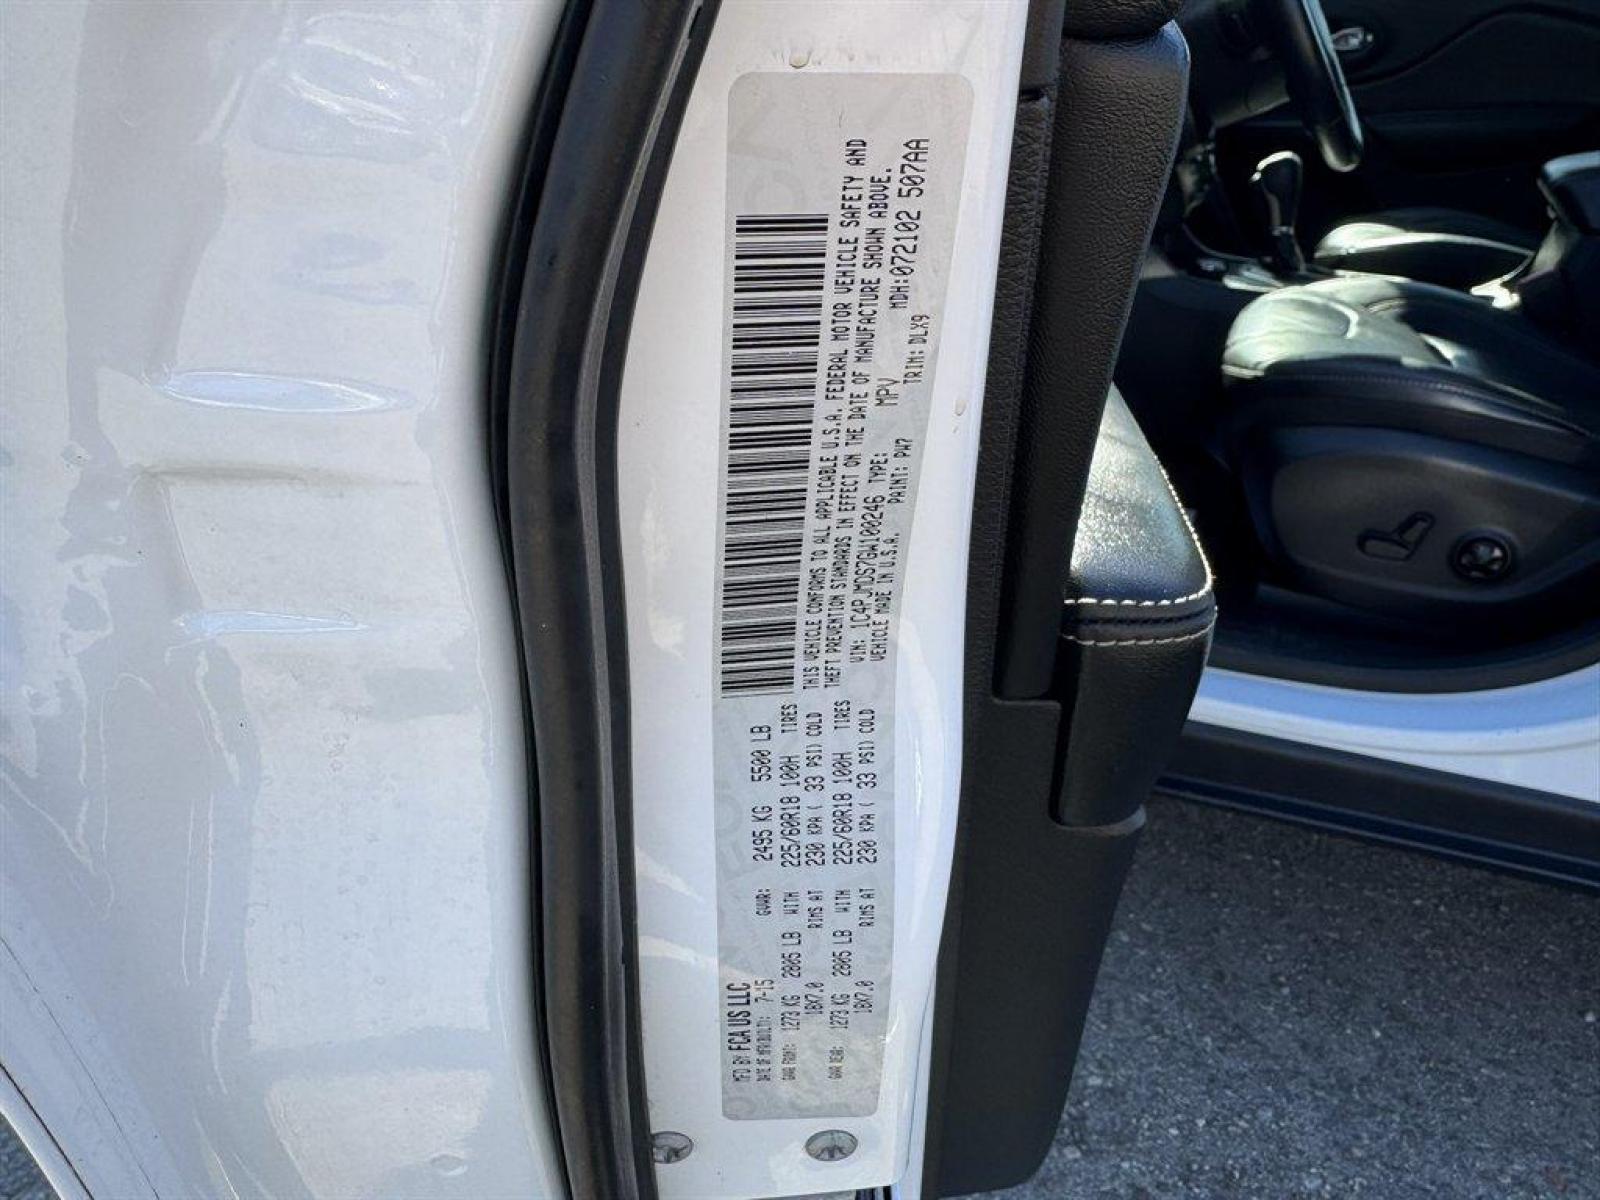 MFD BY FCA US LLC
DATE OF MFR(BUILT): 7-15 GVWR: 2495 KG 5500 LB
GAWR FRONT: 1273 KG 2805 LB WITH 225/60R18 100H TIRES
18X7.0 RIMS AT 230 KPA ( 33 PSI) COLD
GAWR REAR: 1273 KG 2805 LB WITH 225/60R18 100H TIRES
18X7.0 RIMS AT 230 KPA ( 33 PSI) COLD
THIS VEHICLE CONFORMS TO ALL APPLICABLE U.S.A. FEDERAL MOTOR VEHICLE SAFETY AND
THEFT PREVENTION STANDARDS IN EFFECT ON THE DATE OF MANUFACTURE SHOWN ABOVE.
VIN: 1C4PJMDS7GW100246 TYPE: MPV MDH:072102 507AA
VEHICLE MADE IN U.S.A. PAINT: PW7 TRIM: DLX9